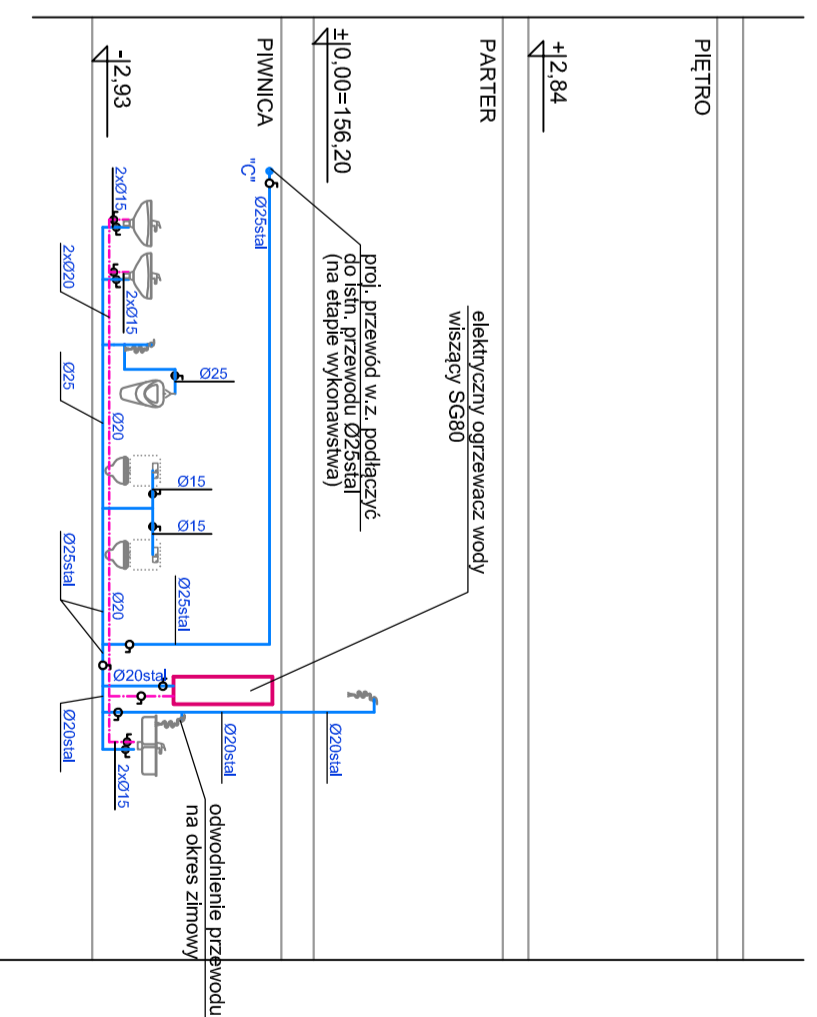 PIĘTRO
+2,84
PARTER
±0,00=156,20
PIWNICA
-2,93
elektryczny ogrzewacz wody
wiszący SG80
proj. przewód w.z. podłączyć
do istn. przewodu Ø25stal
(na etapie wykonawstwa)
"C"
Ø25stal
2xØ15
2xØ15
2xØ20
Ø25
Ø25
Ø20
Ø15
Ø15
Ø25stal
Ø20
Ø25stal
Ø20stal
Ø20stal
Ø20stal
Ø20stal
2xØ15
odwodnienie przewodu
na okres zimowy